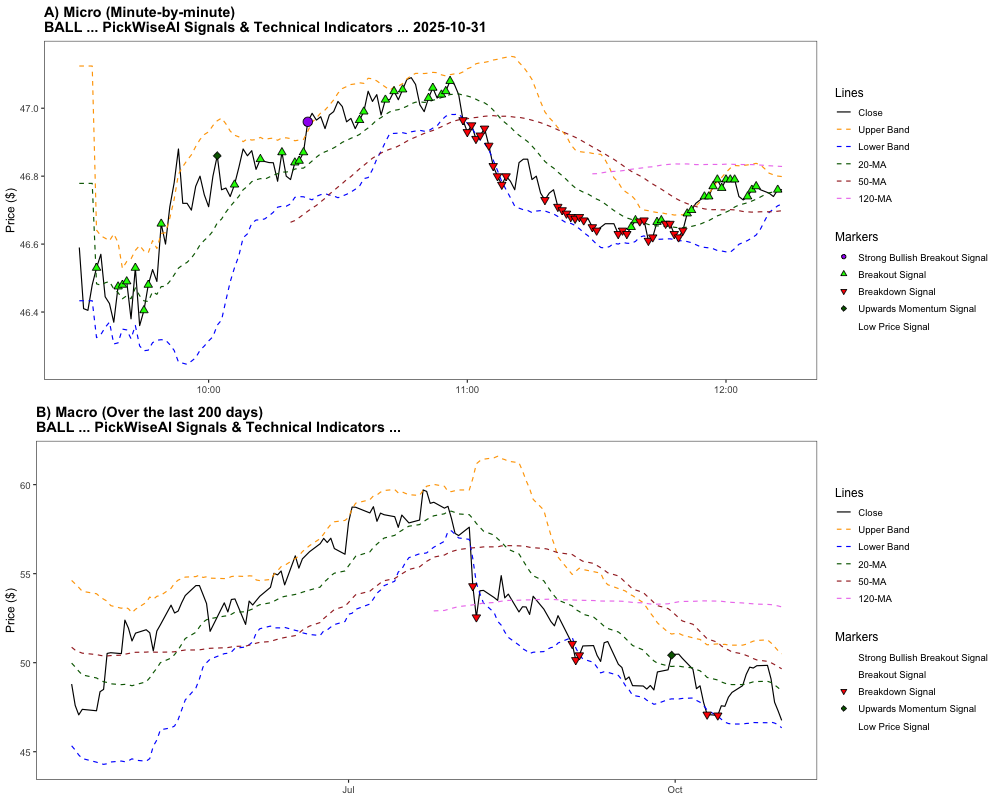 A) Micro (Minute-by-minute)
BALL ... PickWiseAI Signals & Technical Indicators ... 2025-10-31
Price ($)
47.0
46.8
46.6
46.4
10:00
11:00
12:00
Lines
Close
Upper Band
Lower Band
20-MA
50-MA
120-MA
Markers
Strong Bullish Breakout Signal
Breakout Signal
Breakdown Signal
Upwards Momentum Signal
Low Price Signal
B) Macro (Over the last 200 days)
BALL ... PickWiseAI Signals & Technical Indicators ...
Price ($)
60
55
50
45
Jul
Oct
Lines
Close
Upper Band
Lower Band
20-MA
50-MA
120-MA
Markers
Strong Bullish Breakout Signal
Breakout Signal
Breakdown Signal
Upwards Momentum Signal
Low Price Signal